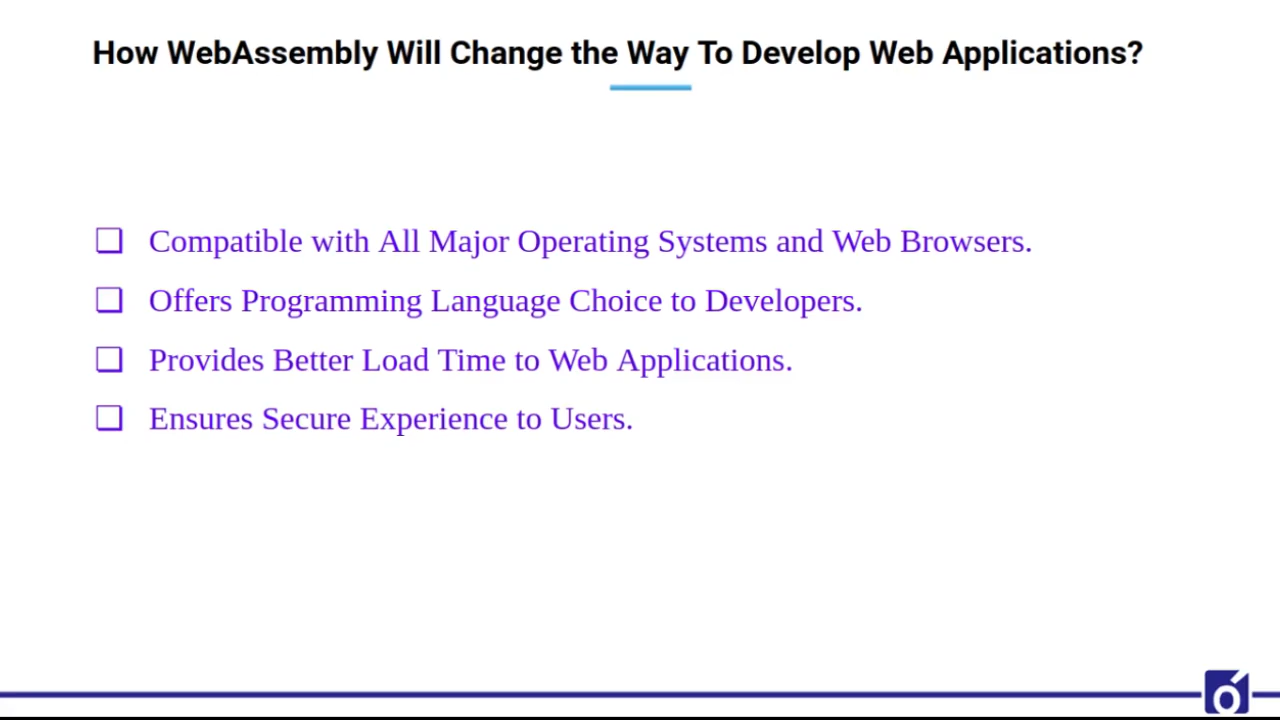 How WebAssembly Will Change the Way To Develop Web Applications?
❑ Compatible with All Major Operating Systems and Web Browsers.
❑ Offers Programming Language Choice to Developers.
❑ Provides Better Load Time to Web Applications.
❑ Ensures Secure Experience to Users.